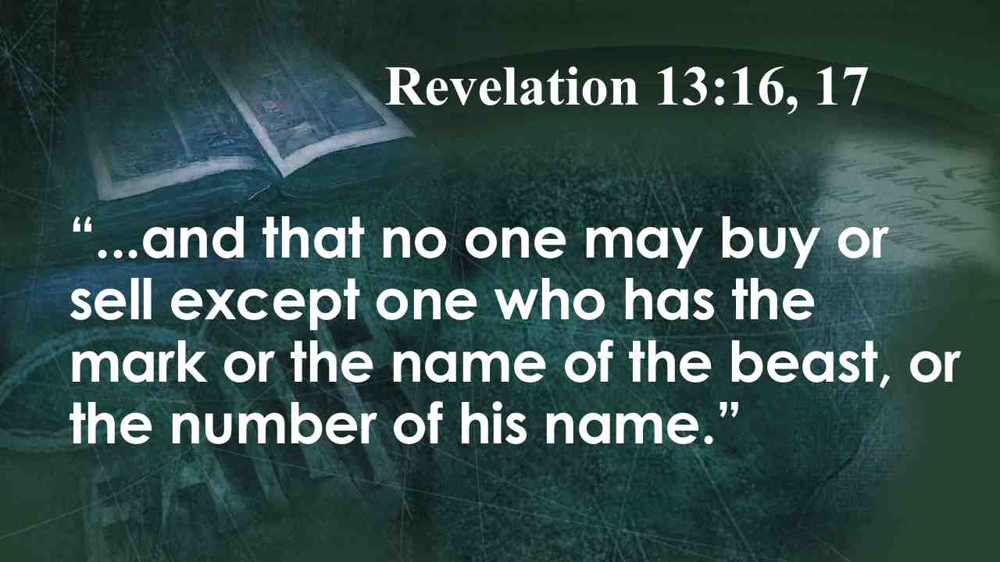 Revelation 13:16, 17
“...and that no one may buy or
sell except one who has the
mark or the name of the beast, or
the number of his name.”